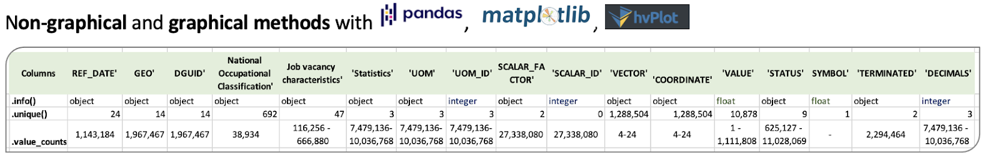 Non-graphical and graphical methods with pandas, matplotlib, hvPlot
Columns REF_DATE' GEO' DGUID' National Occupational Classification' Job vacancy characteristics' 'Statistics' 'UOM' 'UOM_ID' SCALAR_FACTOR' 'SCALAR_ID' 'VECTOR' 'COORDINATE' 'VALUE' 'STATUS' SYMBOL' 'TERMINATED' 'DECIMALS'
.info() object object object object object object object integer object integer object object float object float object integer
.unique() 24 14 14 692 47 3 3 3 2 0 1,288,504 1,288,504 10,878 9 1 2 3
.value_counts 1,143,184 1,967,467 1,967,467 38,934 116,256 - 666,880 7,479,136-10,036,768 7,479,136-10,036,768 7,479,136-10,036,768 27,338,080 27,338,080 4-24 4-24 1 - 1,111,808 625,127 - 11,028,069 - 2,294,464 7,479,136 - 10,036,768